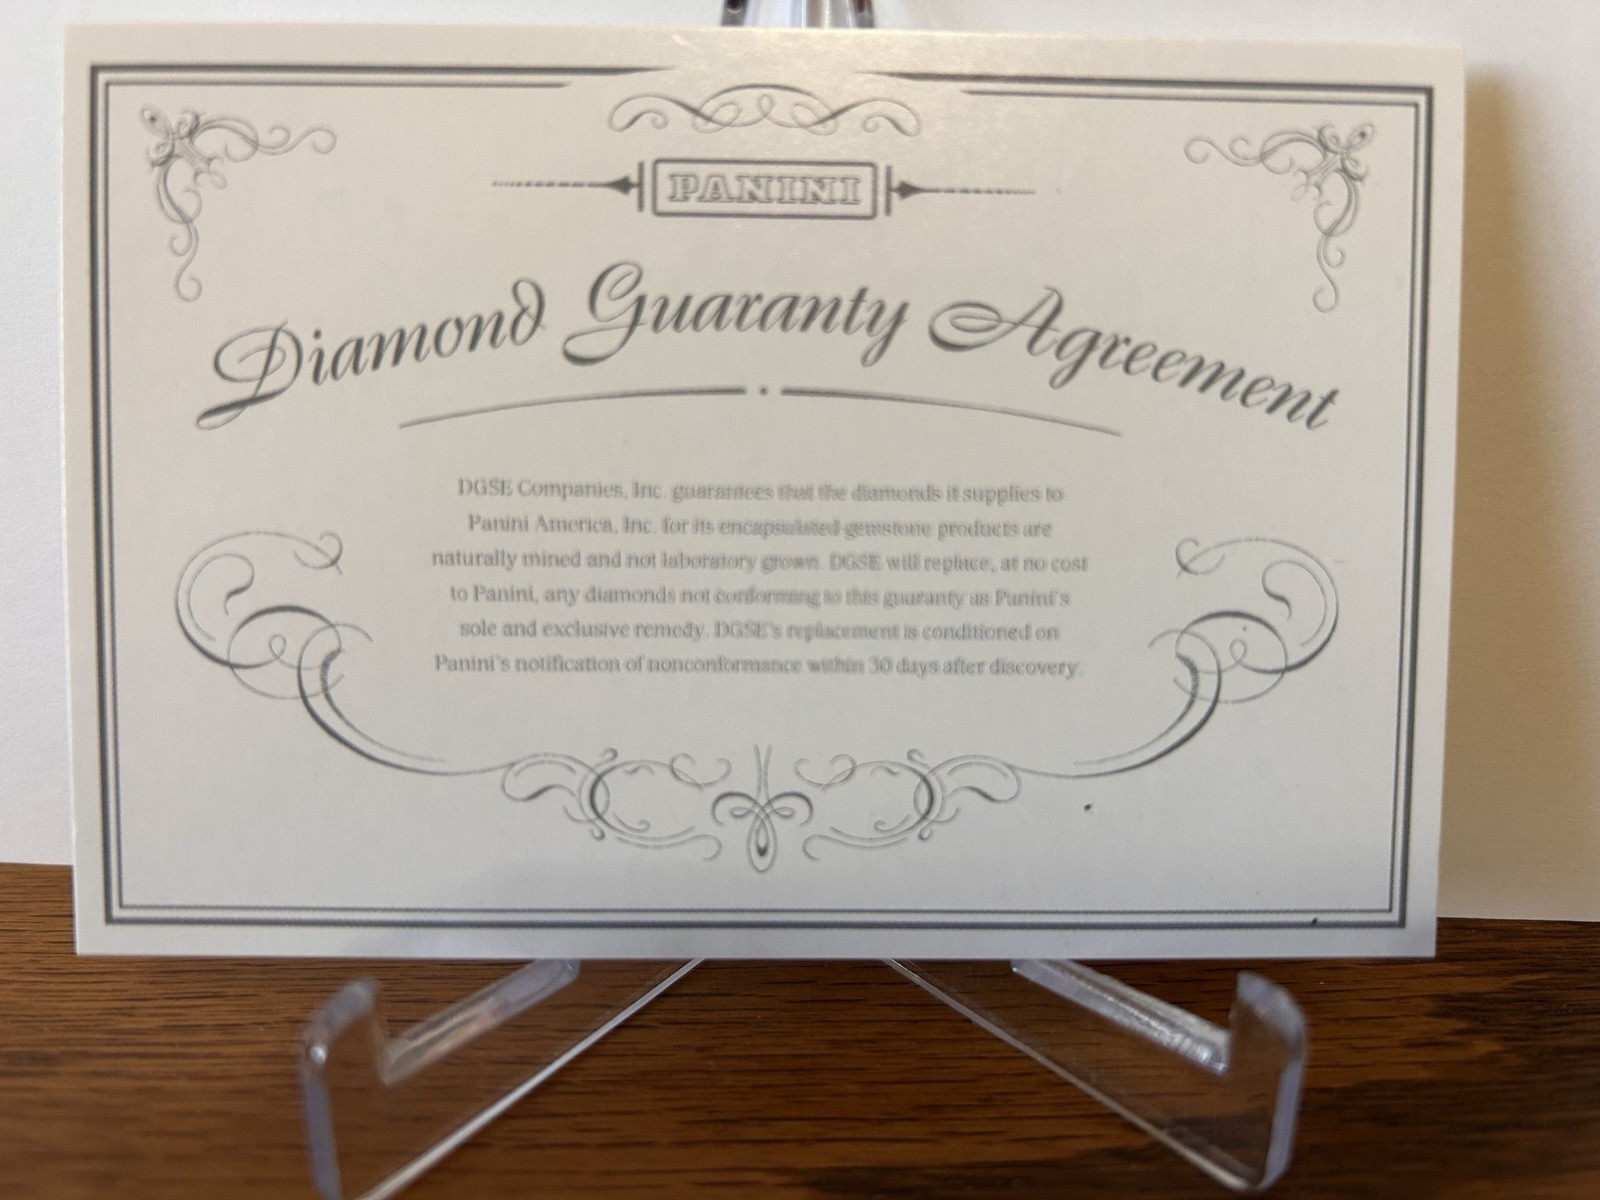 PANINI
Diamond Guaranty Agreement
DGSE Companies, Inc. guarantees that the diamonds it supplies to
Panini America, Inc. for its encapsulated gemstone products are
naturally mined and not laboratory grown. DGSE will replace, at no cost
to Panini, any diamonds not conforming to this guaranty as Panini's
sole and exclusive remedy. DGSE's replacement is conditioned on
Panini's notification of nonconformance within 30 days after discovery.